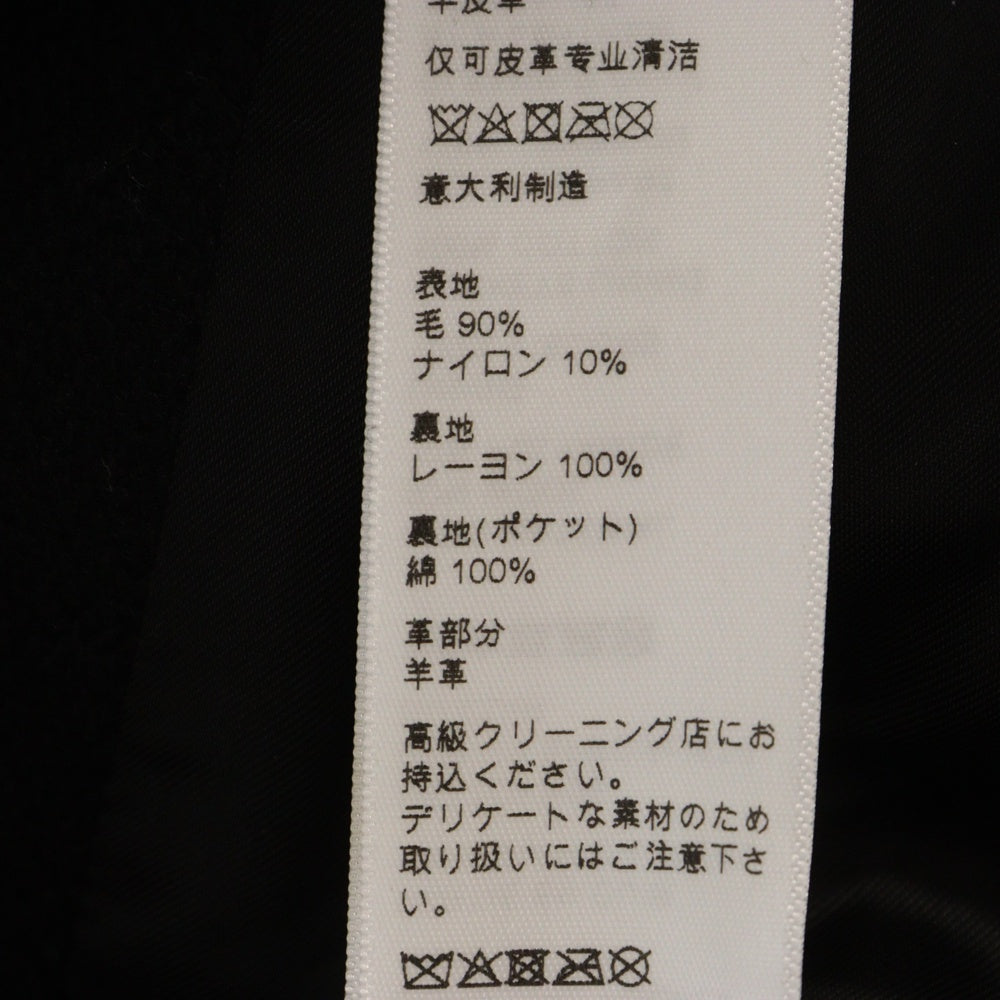 羊皮革
仅可皮革专业清洁
意大利制造
表地
毛 90%
ナイロン 10%
裏地
レーヨン 100%
裏地(ポケット)
綿 100%
革部分
羊革
高級クリーニング店にお
持込ください。
デリケートな素材のため
取り扱いにはご注意下さ
い。